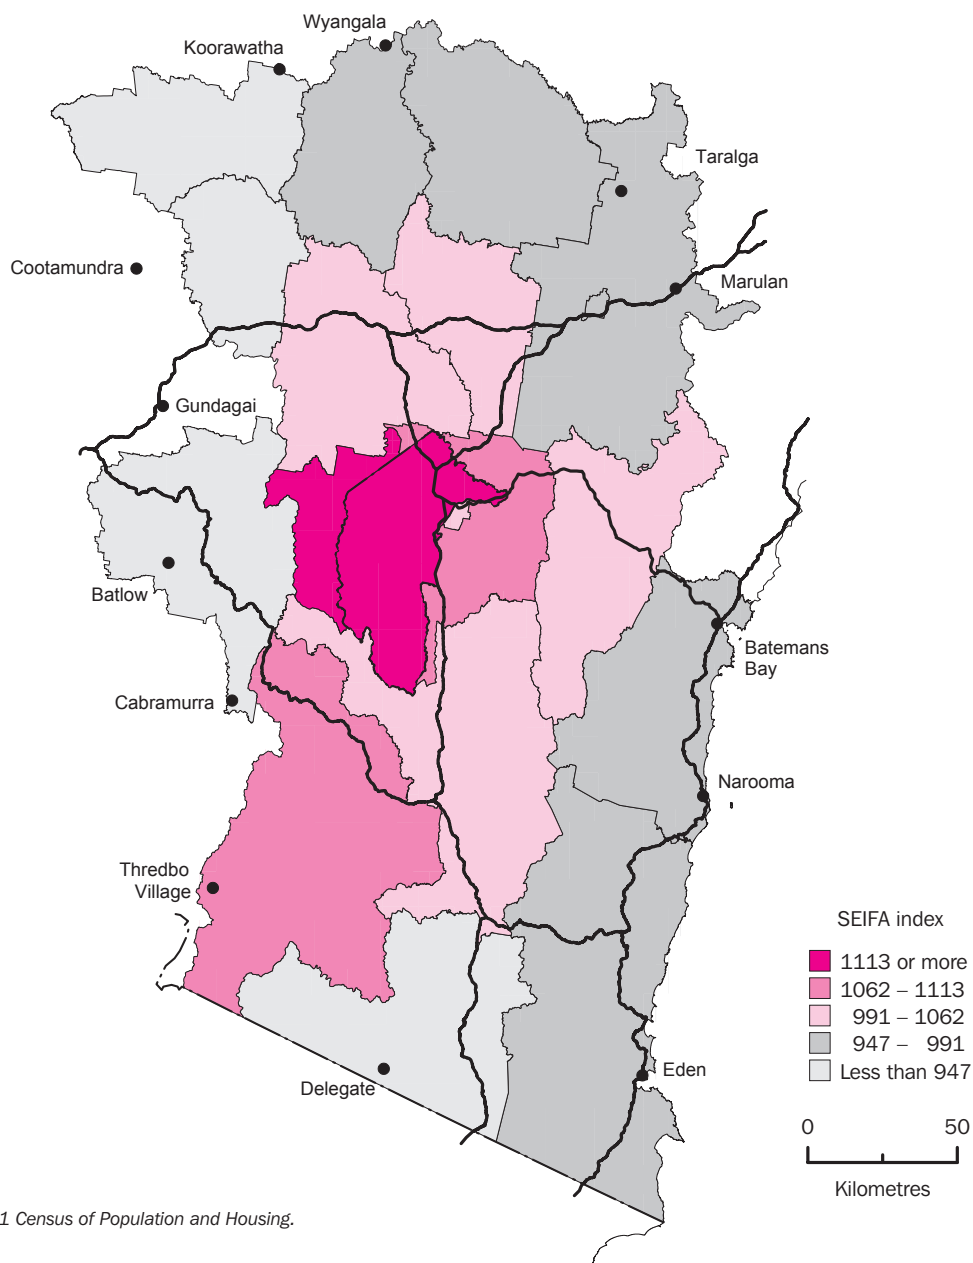 Wyangala
Koorawatha
Taralga
Cootamundra
Marulan
Gundagai
Batlow
Batemans
Bay
Cabramurra
Narooma
Thredbo
Village
SEIFA index
1113 or more
1062 – 1113
991 – 1062
947 – 991
Less than 947
Eden
Delegate
0 50
Kilometres
1 Census of Population and Housing.